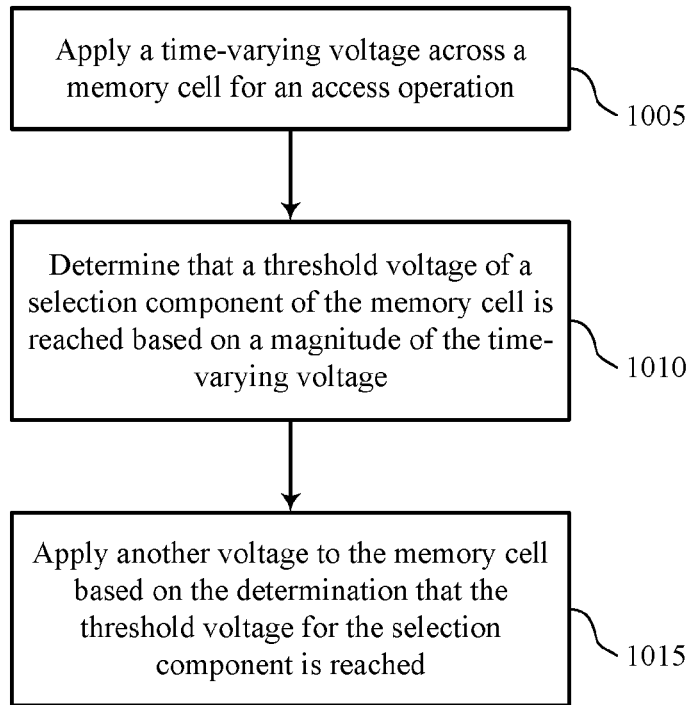 Apply a time-varying voltage across a
memory cell for an access operation
1005
Determine that a threshold voltage of a
selection component of the memory cell is
reached based on a magnitude of the time-
varying voltage
1010
Apply another voltage to the memory cell
based on the determination that the
threshold voltage for the selection
component is reached
1015